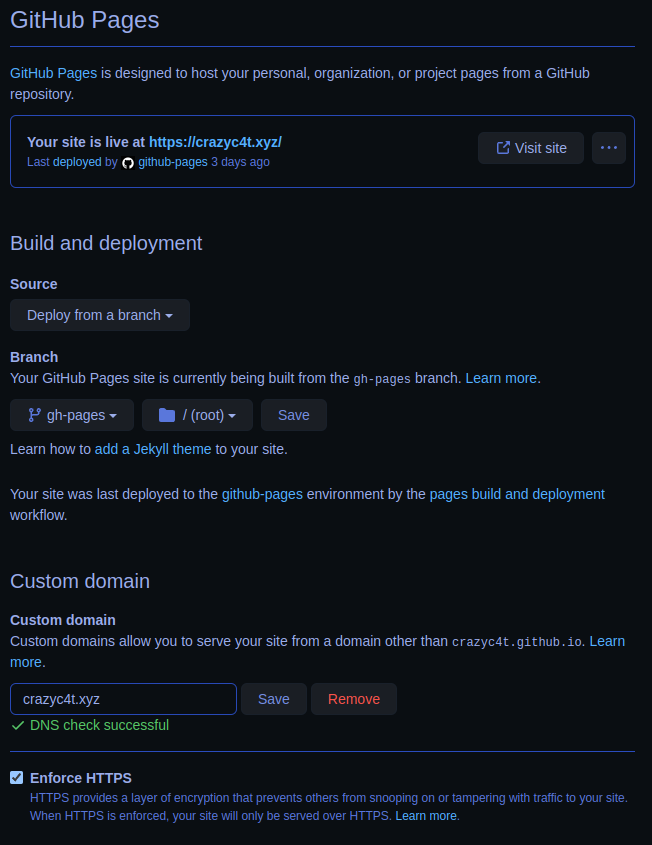 GitHub Pages
GitHub Pages is designed to host your personal, organization, or project pages from a GitHub
repository.
Your site is live at https://crazyc4t.xyz/
Last deployed by github-pages 3 days ago
Visit site
Build and deployment
Source
Deploy from a branch
Branch
Your GitHub Pages site is currently being built from the gh-pages branch. Learn more.
gh-pages
/ (root)
Save
Learn how to add a Jekyll theme to your site.
Your site was last deployed to the github-pages environment by the pages build and deployment
workflow.
Custom domain
Custom domain
Custom domains allow you to serve your site from a domain other than crazyc4t.github.io. Learn
more.
crazyc4t.xyz
Save
Remove
DNS check successful
Enforce HTTPS
HTTPS provides a layer of encryption that prevents others from snooping on or tampering with traffic to your site.
When HTTPS is enforced, your site will only be served over HTTPS. Learn more.